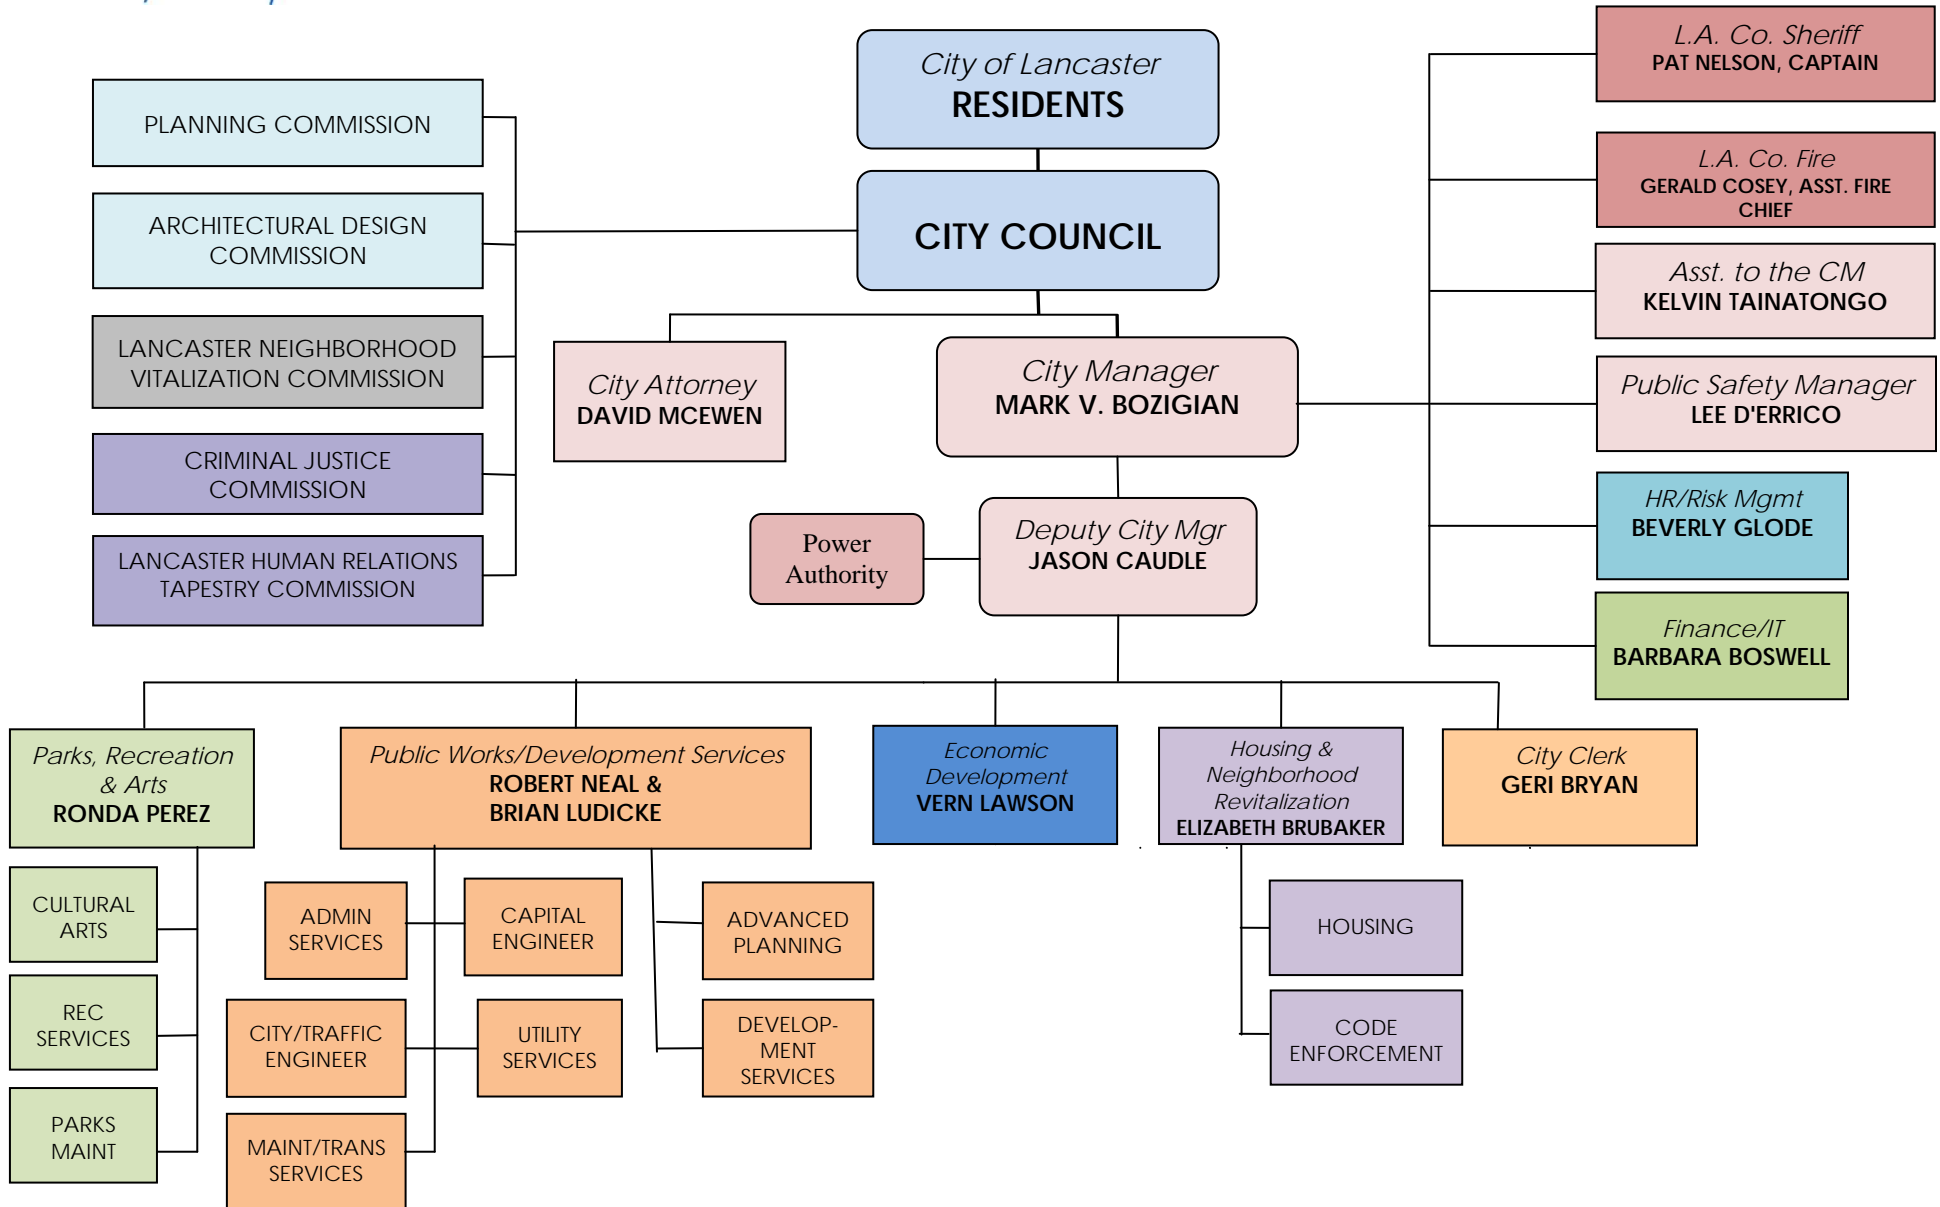 City of Lancaster
RESIDENTS
CITY COUNCIL
PLANNING COMMISSION
ARCHITECTURAL DESIGN
COMMISSION
LANCASTER NEIGHBORHOOD
VITALIZATION COMMISSION
CRIMINAL JUSTICE
COMMISSION
LANCASTER HUMAN RELATIONS
TAPESTRY COMMISSION
City Attorney
DAVID MCEWEN
City Manager
MARK V. BOZIGIAN
Power
Authority
Deputy City Mgr
JASON CAUDLE
L.A. Co. Sheriff
PAT NELSON, CAPTAIN
L.A. Co. Fire
GERALD COSEY, ASST. FIRE
CHIEF
Asst. to the CM
KELVIN TAINATONGO
Public Safety Manager
LEE D'ERRICO
HR/Risk Mgmt
BEVERLY GLODE
Finance/IT
BARBARA BOSWELL
Parks, Recreation
& Arts
RONDA PEREZ
CULTURAL
ARTS
REC
SERVICES
PARKS
MAINT
Public Works/Development Services
ROBERT NEAL &
BRIAN LUDICKE
ADMIN
SERVICES
CAPITAL
ENGINEER
CITY/TRAFFIC
ENGINEER
UTILITY
SERVICES
MAINT/TRANS
SERVICES
ADVANCED
PLANNING
DEVELOP-
MENT
SERVICES
Economic
Development
VERN LAWSON
Housing &
Neighborhood
Revitalization
ELIZABETH BRUBAKER
HOUSING
CODE
ENFORCEMENT
City Clerk
GERI BRYAN